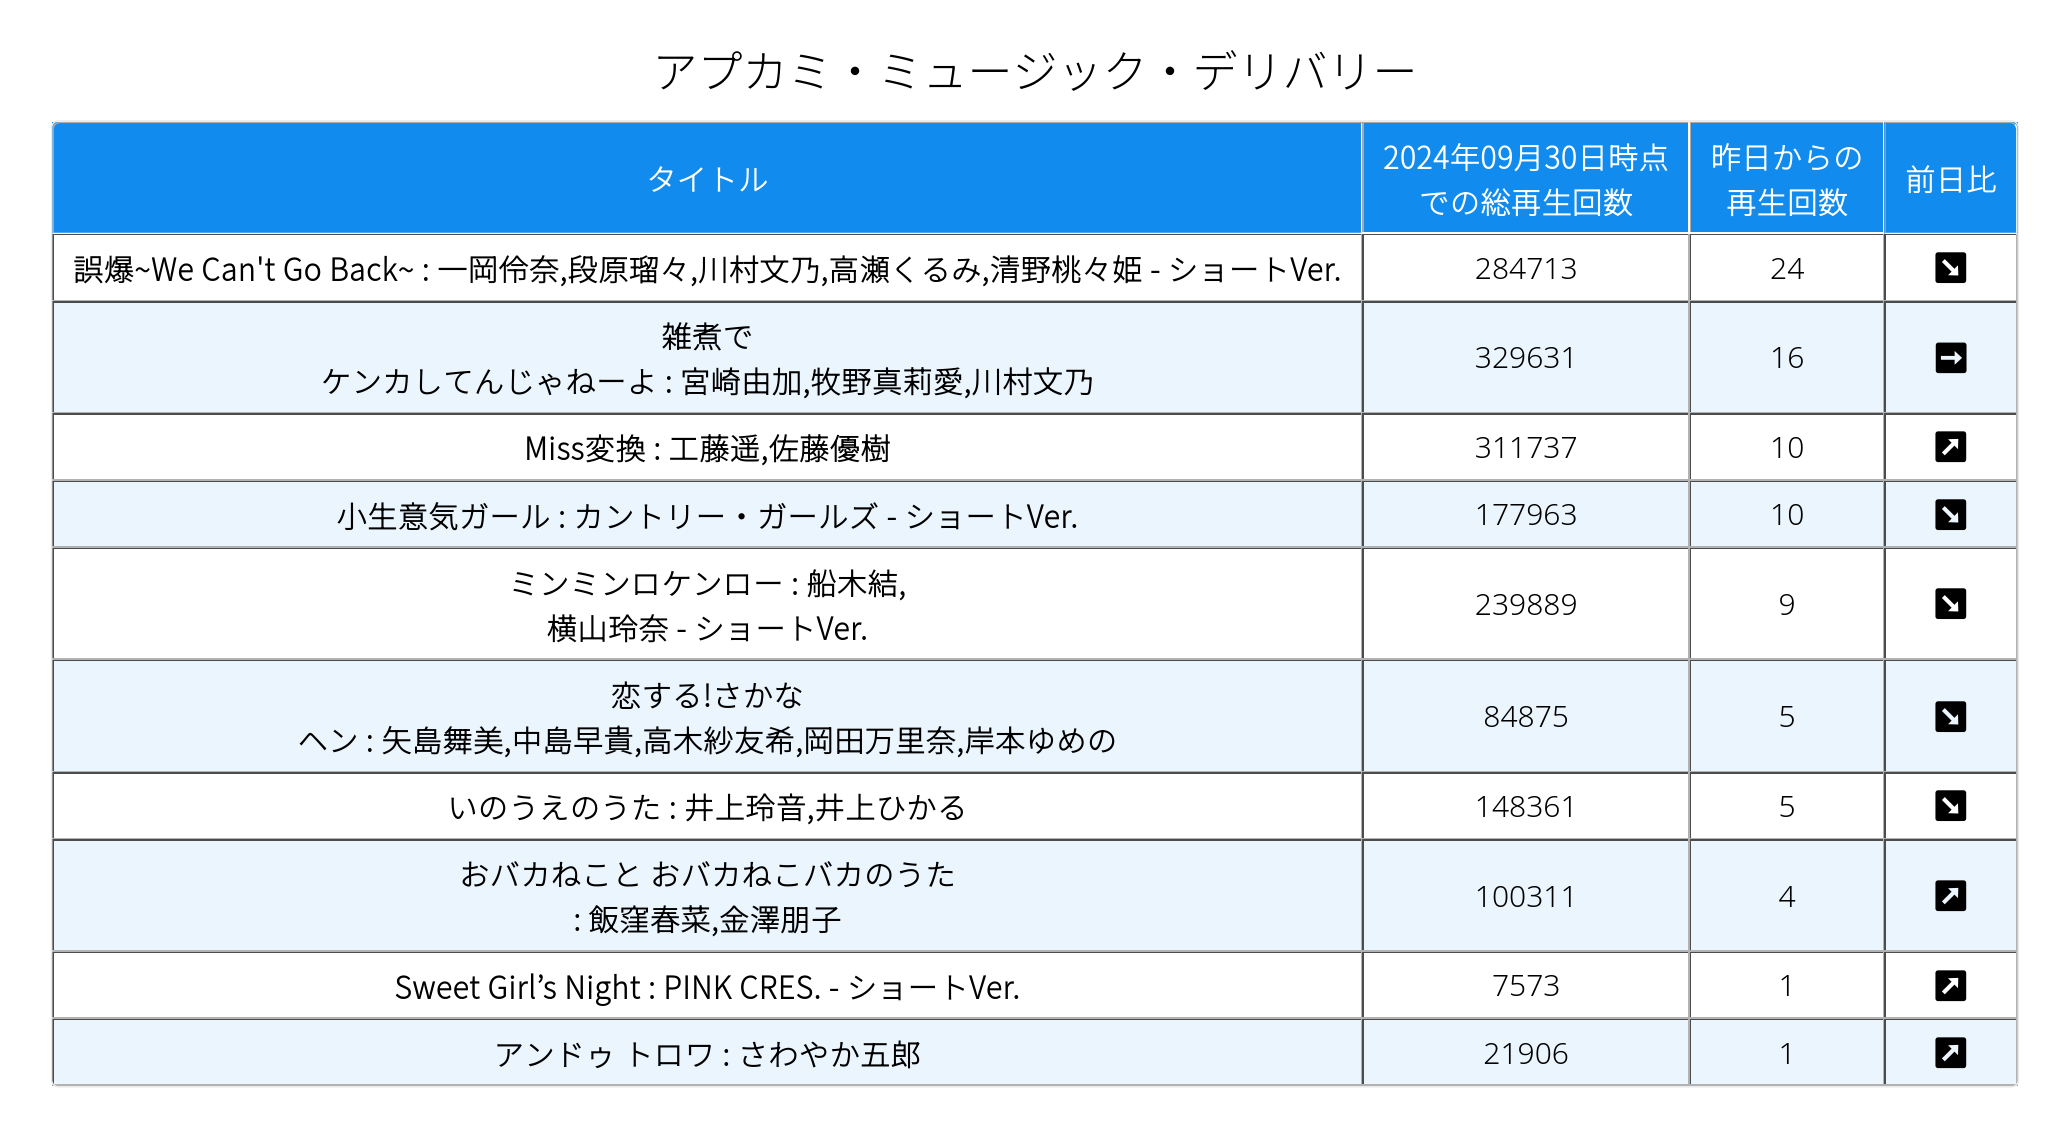 アプカミ・ミュージック・デリバリー
タイトル
2024年09月30日時点
での総再生回数
昨日からの
再生回数
前日比
誤爆~We Can't Go Back~ : 一岡伶奈,段原瑠々,川村文乃,高瀬くるみ,清野桃々姫 - ショートVer.
284713
24
雑煮で
ケンカしてんじゃねーよ : 宮崎由加,牧野真莉愛,川村文乃
329631
16
Miss変換 : 工藤遥,佐藤優樹
311737
10
小生意気ガール : カントリー・ガールズ - ショートVer.
177963
10
ミンミンロケンロー : 船木結,
横山玲奈 - ショートVer.
239889
9
恋する!さかな
ヘン : 矢島舞美,中島早貴,高木紗友希,岡田万里奈,岸本ゆめの
84875
5
いのうえのうた : 井上玲音,井上ひかる
148361
5
おバカねこと おバカねこバカのうた
: 飯窪春菜,金澤朋子
100311
4
Sweet Girl’s Night : PINK CRES. - ショートVer.
7573
1
アンドゥ トロワ : さわやか五郎
21906
1